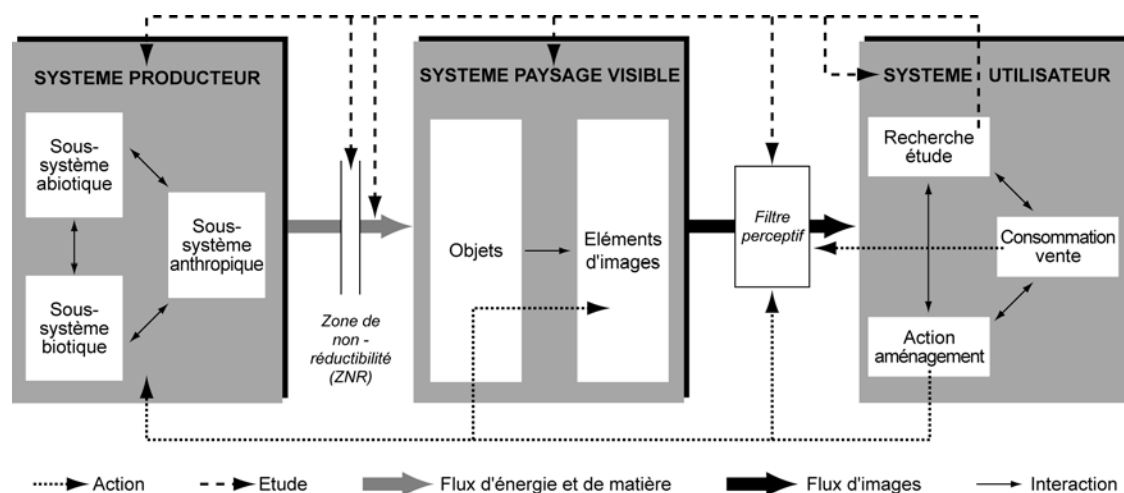 SYSTEME PRODUCTEUR
Sous-
système
abiotique
Sous-
système
anthropique
Sous-
système
biotique
Zone de
non -
réductibilité
(ZNR)
SYSTEME PAYSAGE VISIBLE
Objets
Eléments
d'images
Filtre
perceptif
SYSTEME UTILISATEUR
Recherche
étude
Consommation
vente
Action
aménagement
Action
Etude
Flux d'énergie et de matière
Flux d'images
Interaction